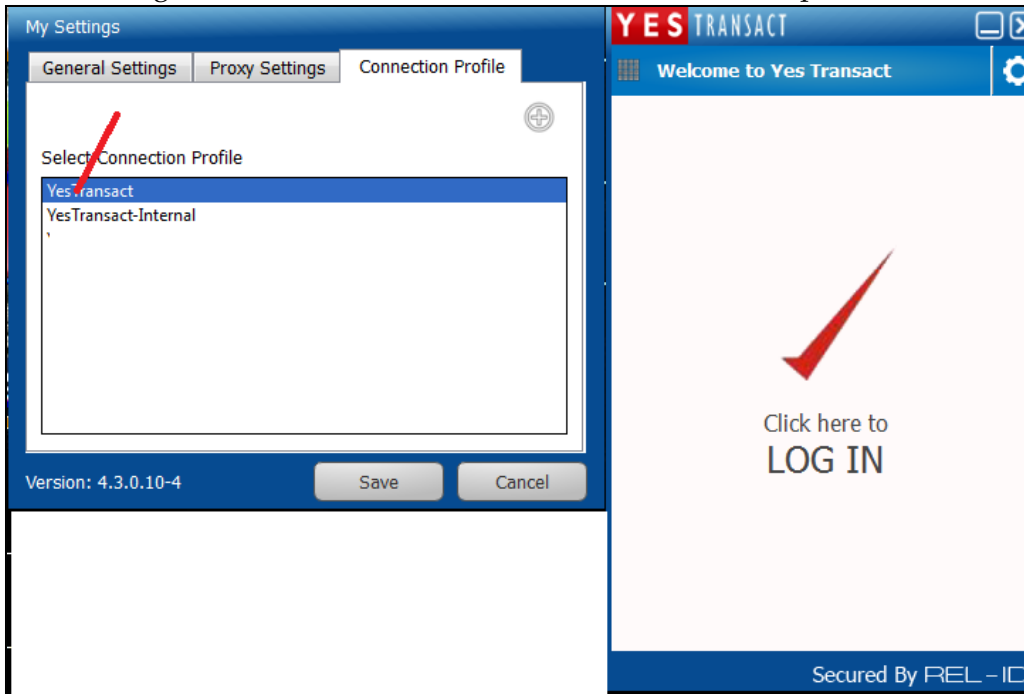 My Settings
General Settings
Proxy Settings
Connection Profile
Select Connection Profile
YesTransact
YesTransact-Internal
Version: 4.3.0.10-4
Save
Cancel
YES TRANSACT
Welcome to Yes Transact
Click here to
LOG IN
Secured By REL-ID